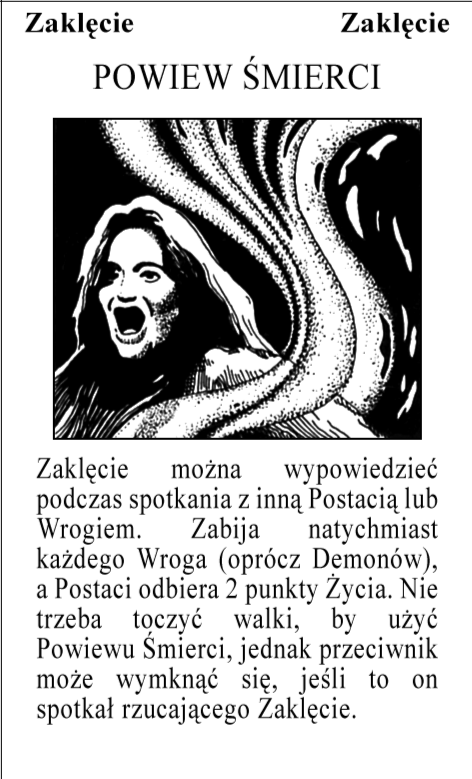 Zaklęcie Zaklęcie
POWIEW ŚMIERCI
Zaklęcie można wypowiedzieć
podczas spotkania z inną Postacią lub
Wrogiem. Zabija natychmiast
każdego Wroga (oprócz Demonów),
a Postaci odbiera 2 punkty Życia. Nie
trzeba toczyć walki, by użyć
Powiewu Śmierci, jednak przeciwnik
może wymknąć się, jeśli to on
spotkał rzucającego Zaklęcie.